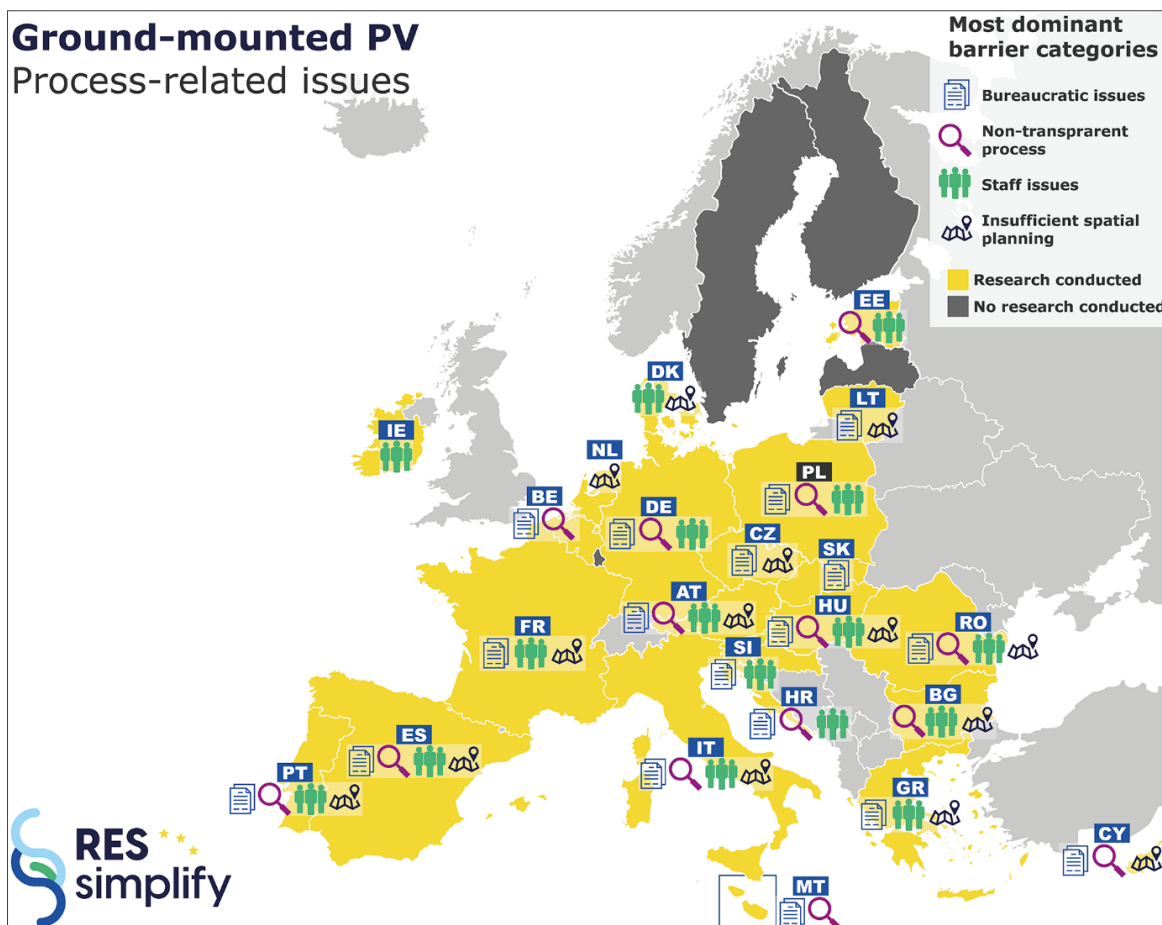 Ground-mounted PV
Process-related issues
Most dominant
barrier categories
Bureaucratic issues
Non-transprarent
process
Staff issues
Insufficient spatial
planning
Research conducted
No research conducted
EE
DK
LT
IE
NL
PL
BE
DE
CZ
SK
AT
HU
FR
RO
SI
HR
BG
ES
IT
PT
GR
CY
MT
RES
simplify